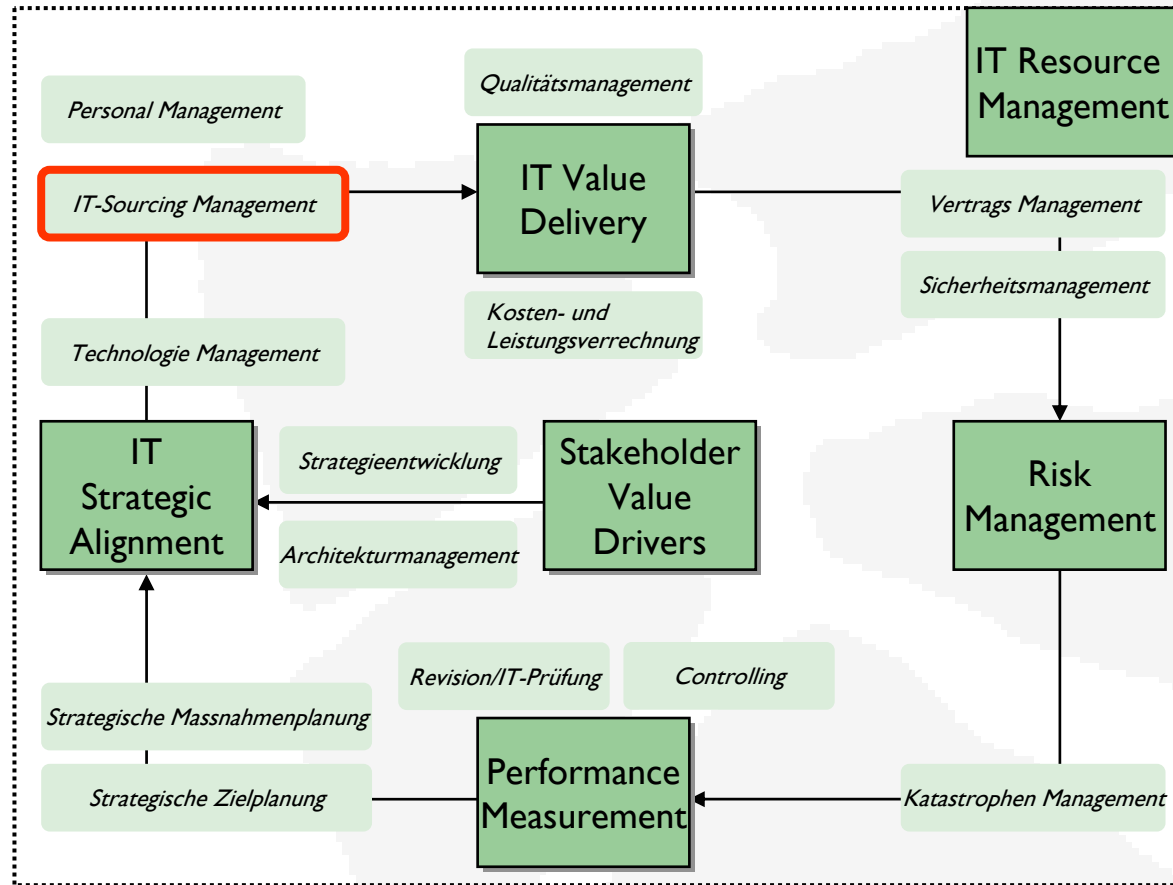 IT Resource
Management
Qualitätsmanagement
Personal Management
IT Value
Delivery
IT-Sourcing Management
Vertrags Management
Sicherheitsmanagement
Kosten- und
Leistungsverrechnung
Technologie Management
IT
Strategic
Alignment
Strategieentwicklung
Architekturmanagement
Stakeholder
Value
Drivers
Risk
Management
Revision/IT-Prüfung
Controlling
Strategische Massnahmenplanung
Strategische Zielplanung
Performance
Measurement
Katastrophen Management